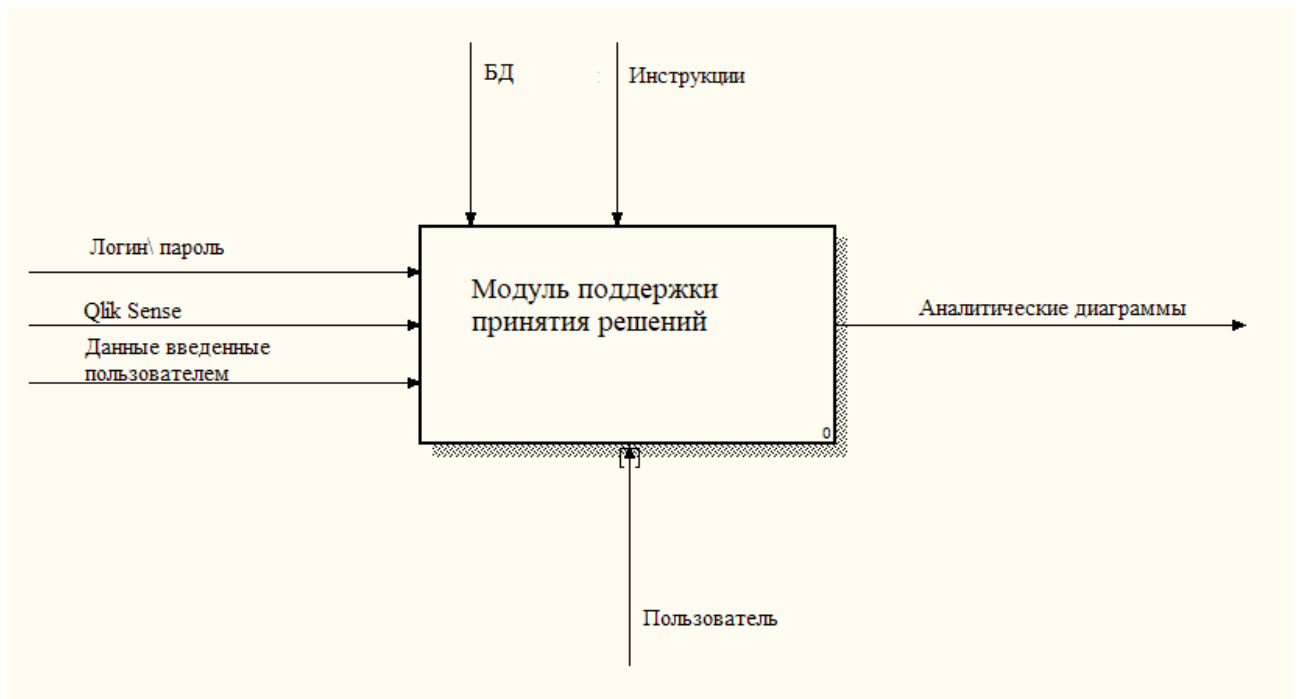 БД
Инструкции
Логин\ пароль
Qlik Sense
Данные введенные
пользователем
Модуль поддержки
принятия решений
0
Аналитические диаграммы
Пользователь